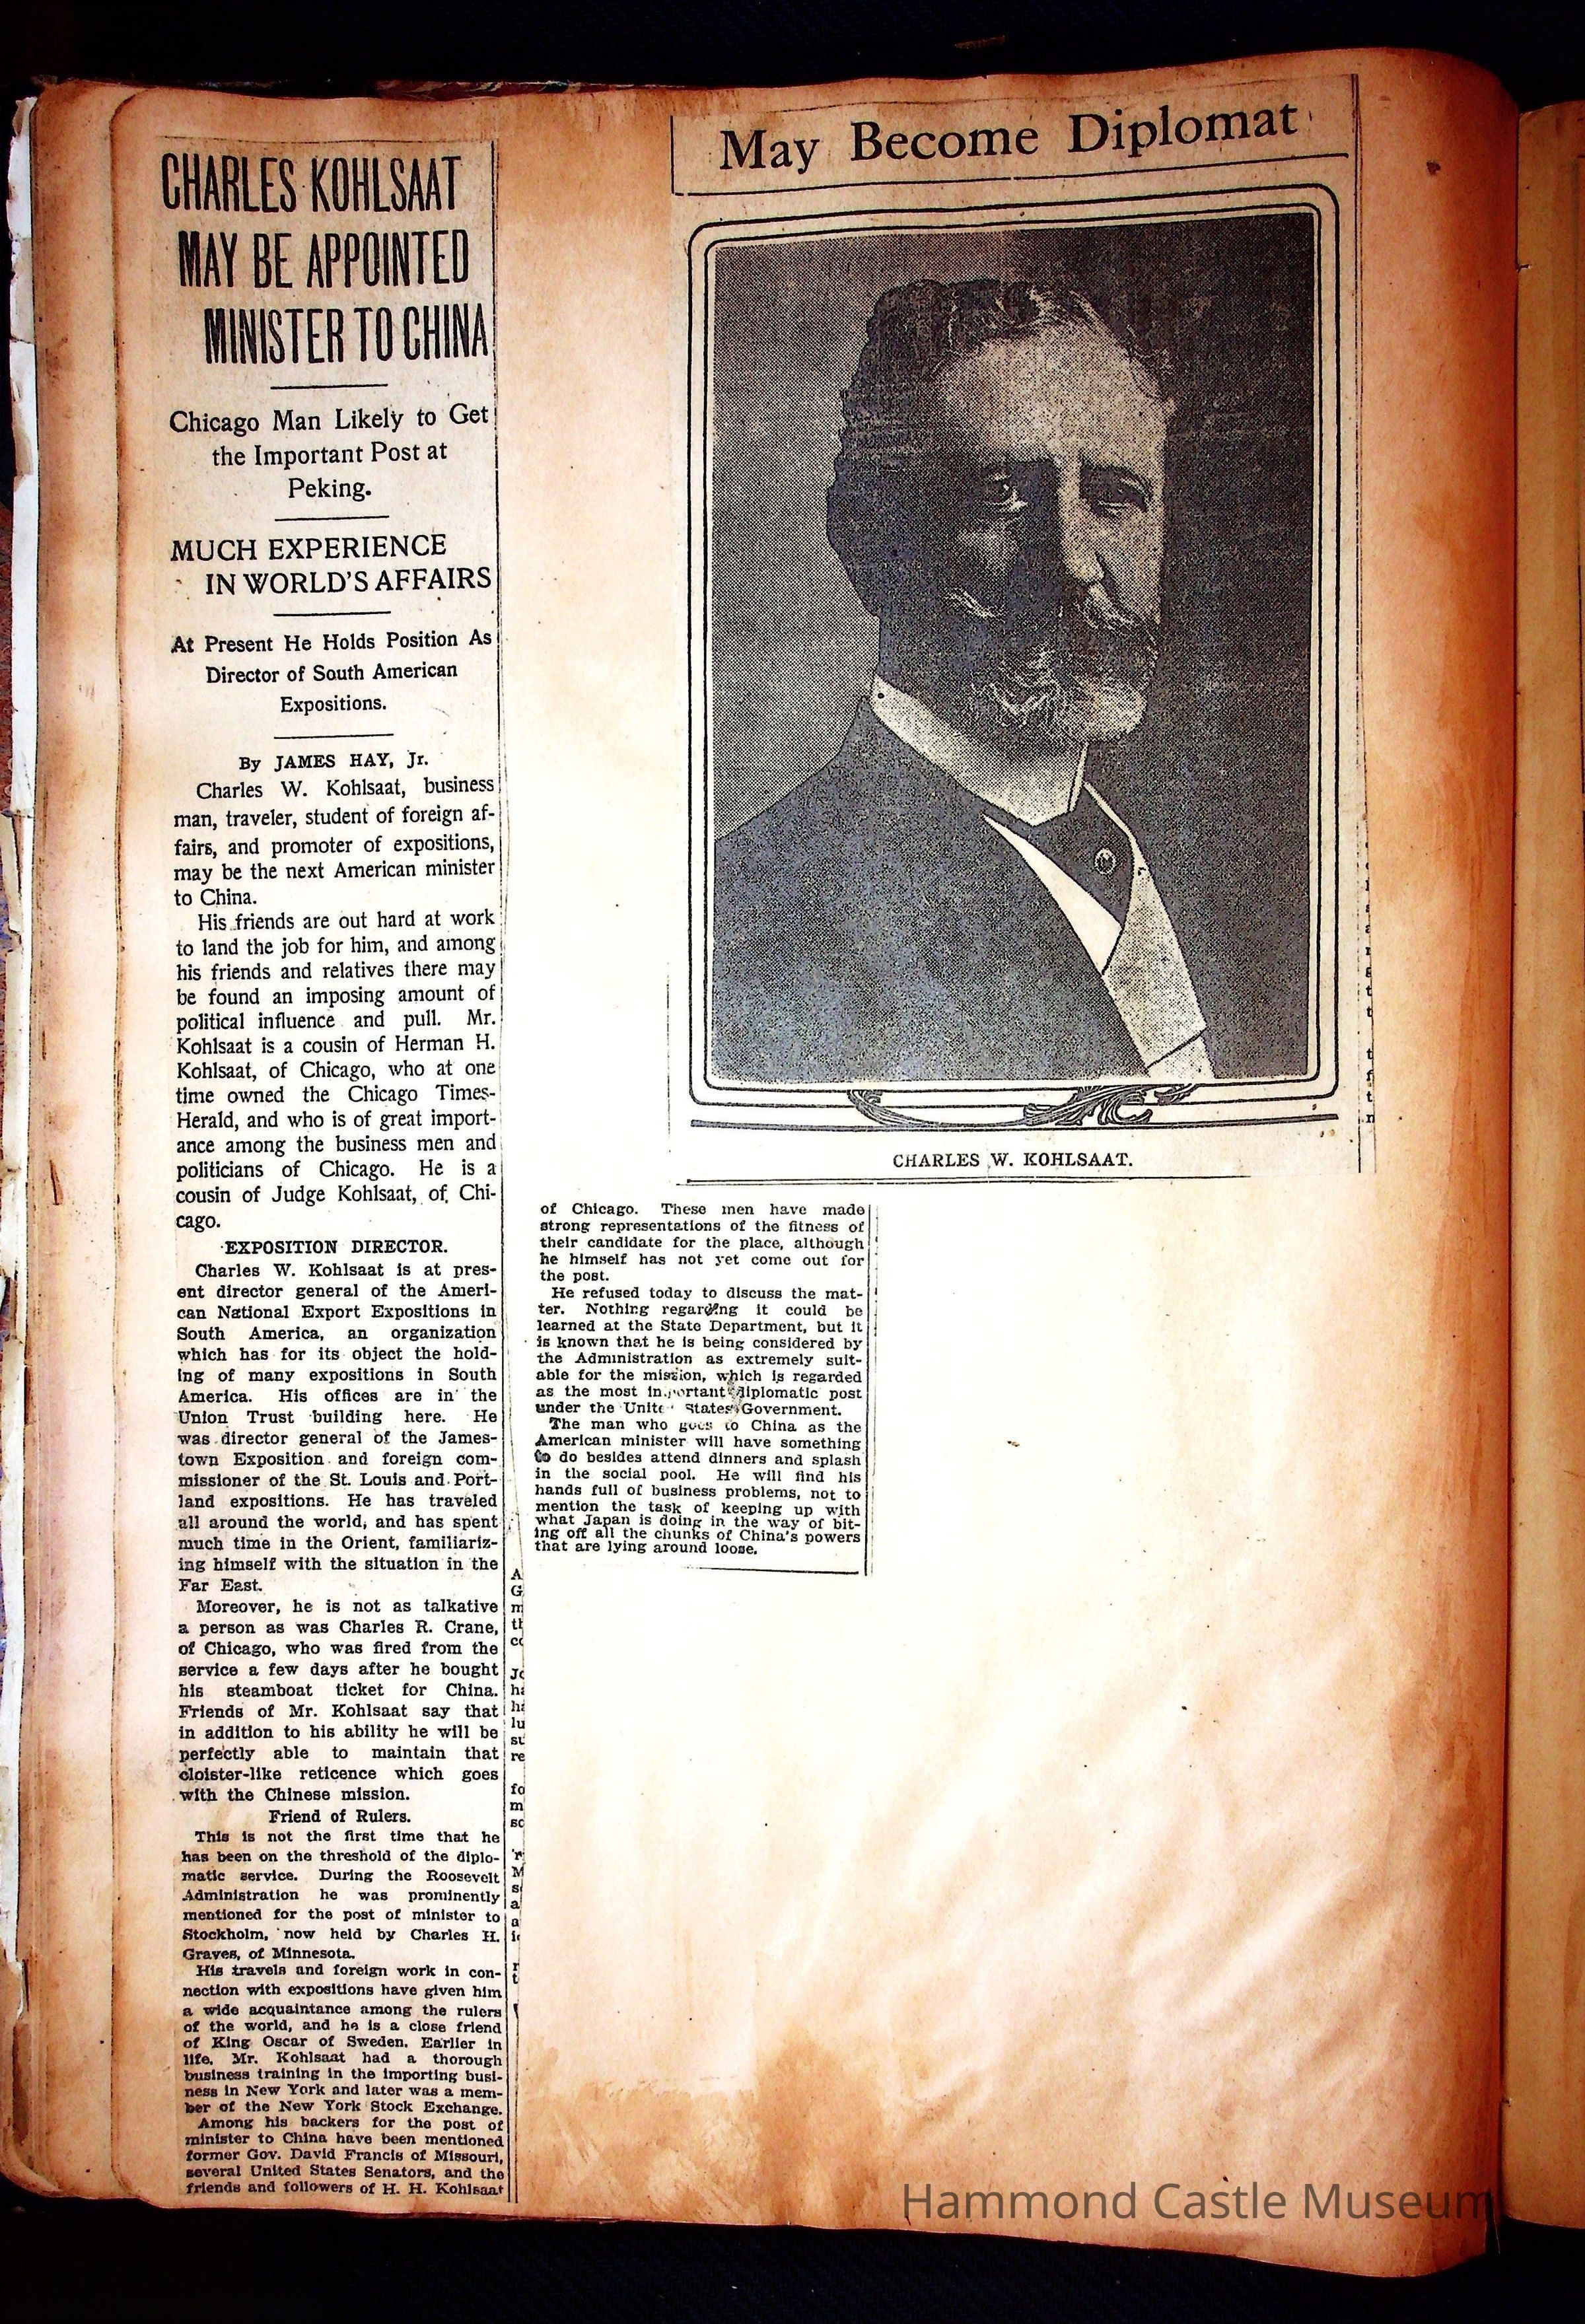 CHARLES KOHLSAAT
MAY BE APPOINTED
MINISTER TO CHINA
Chicago Man Likely to Get
the Important Post at
Peking.
MUCH EXPERIENCE
IN WORLD'S AFFAIRS
At Present He Holds Position As
Director of South American
Expositions.
By JAMES HAY, Jr.
Charles W. Kohlsaat, business
man, traveler, student of foreign af-
fairs, and promoter of expositions,
may be the next American minister
to China.
His friends are out hard at work
to land the job for him, and among
his friends and relatives there may
be found an imposing amount of
political influence and pull. Mr.
Kohlsaat is a cousin of Herman H.
Kohlsaat, of Chicago, who at one
time owned the Chicago Times-
Herald, and who is of great import-
ance among the business men and
politicians of Chicago. He is a
cousin of Judge Kohlsaat, of Chi-
cago.
EXPOSITION DIRECTOR.
Charles W. Kohlsaat is at pres-
ent director general of the Ameri-
can National Export Expositions in
South America, an organization
which has for its object the hold-
ing of many expositions in South
America. His offices are in the
Union Trust building here. He
was director general of the James-
town Exposition and foreign com-
missioner of the St. Louis and Port-
land expositions. He has traveled
all around the world, and has spent
much time in the Orient, familiariz-
ing himself with the situation in the
Far East.
Moreover, he is not as talkative
a person as was Charles R. Crane,
of Chicago, who was fired from the
service a few days after he bought
his steamboat ticket for China.
Friends of Mr. Kohlsaat say that
in addition to his ability he will be
perfectly able to maintain that
cloister-like reticence which goes
with the Chinese mission.
Friend of Rulers.
This is not the first time that he
has been on the threshold of the diplo-
matic service. During the Roosevelt
Administration he was prominently
mentioned for the post of minister to
Stockholm, now held by Charles H.
Graves, of Minnesota.
His travels and foreign work in con-
nection with expositions have given him
a wide acquaintance among the rulers
of the world, and he is a close friend
of King Oscar of Sweden. Earlier in
life, Mr. Kohlsaat had a thorough
business training in the importing busi-
ness in New York and later was a mem-
ber of the New York Stock Exchange.
Among his backers for the post of
minister to China have been mentioned
former Gov. David Francis of Missouri,
several United States Senators, and the
friends and followers of H. H. Kohlsaat
May Become Diplomat
CHARLES W. KOHLSAAT.
of Chicago. These men have made
strong representations of the fitness of
their candidate for the place, although
he himself has not yet come out for
the post.
He refused today to discuss the mat-
ter. Nothing regarding it could be
learned at the State Department, but it
is known that he is being considered by
the Administration as extremely suit-
able for the mission, which is regarded
as the most important diplomatic post
under the United States Government.
The man who goes to China as the
American minister will have something
to do besides attend dinners and splash
in the social pool. He will find his
hands full of business problems, not to
mention the task of keeping up with
what Japan is doing in the way of bit-
ing off all the chunks of China's powers
that are lying around loose.
Hammond Castle Museum